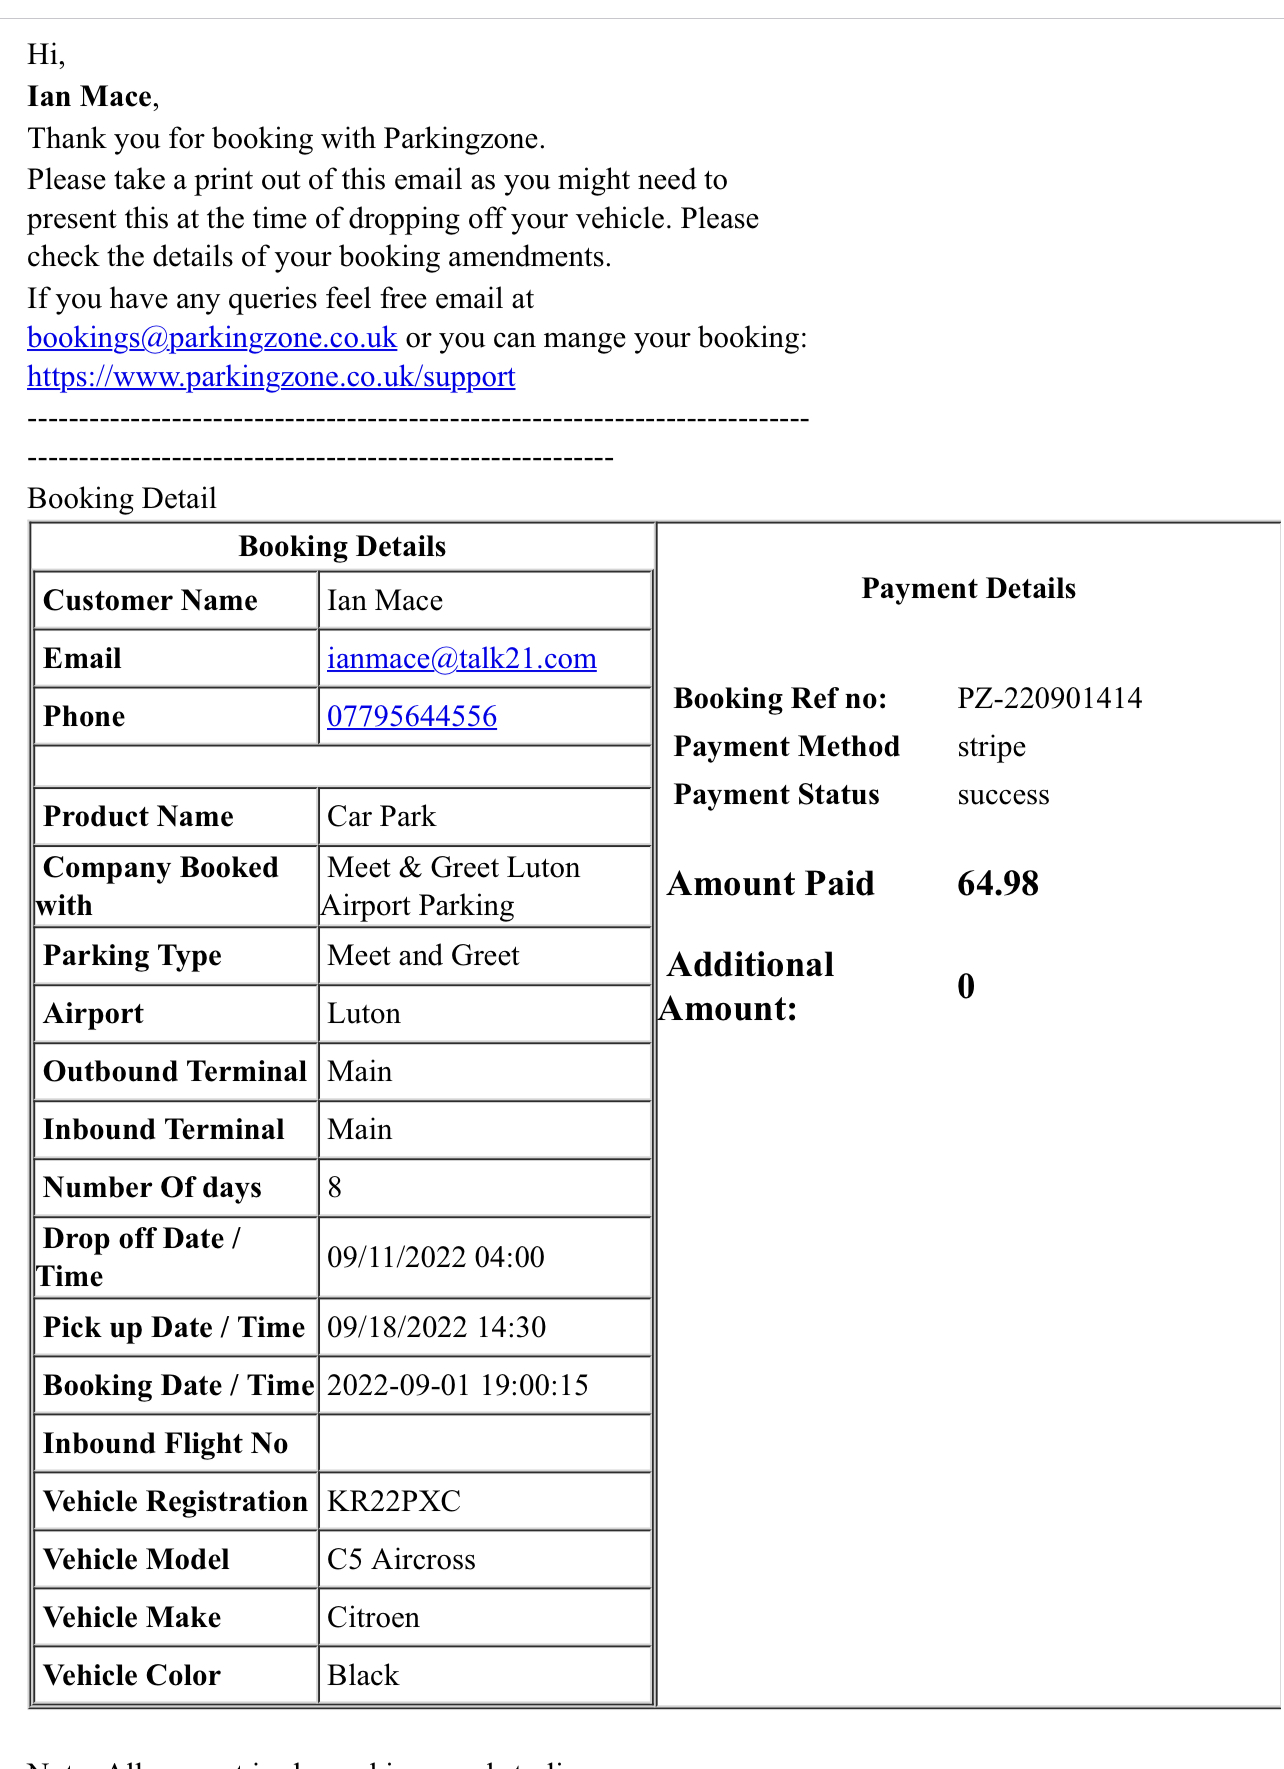 Hi,
Ian Mace,
Thank you for booking with Parkingzone.
Please take a print out of this email as you might need to
present this at the time of dropping off your vehicle. Please
check the details of your booking amendments.
If you have any queries feel free email at
bookings@parkingzone.co.uk or you can mange your booking:
https://www.parkingzone.co.uk/support
----------------------------------------------------------------------------
---------------------------------------------------------
Booking Detail
Booking Details
Customer Name Ian Mace
Email ianmace@talk21.com
Phone 07795644556
Product Name Car Park
Company Booked
with
Meet & Greet Luton
Airport Parking
Parking Type Meet and Greet
Airport Luton
Outbound Terminal Main
Inbound Terminal Main
Number Of days 8
Drop off Date /
Time
09/11/2022 04:00
Pick up Date / Time 09/18/2022 14:30
Booking Date / Time 2022-09-01 19:00:15
Inbound Flight No
Vehicle Registration KR22PXC
Vehicle Model C5 Aircross
Vehicle Make Citroen
Vehicle Color Black
Payment Details
Booking Ref no: PZ-220901414
Payment Method stripe
Payment Status success
Amount Paid 64.98
Additional
Amount:
0